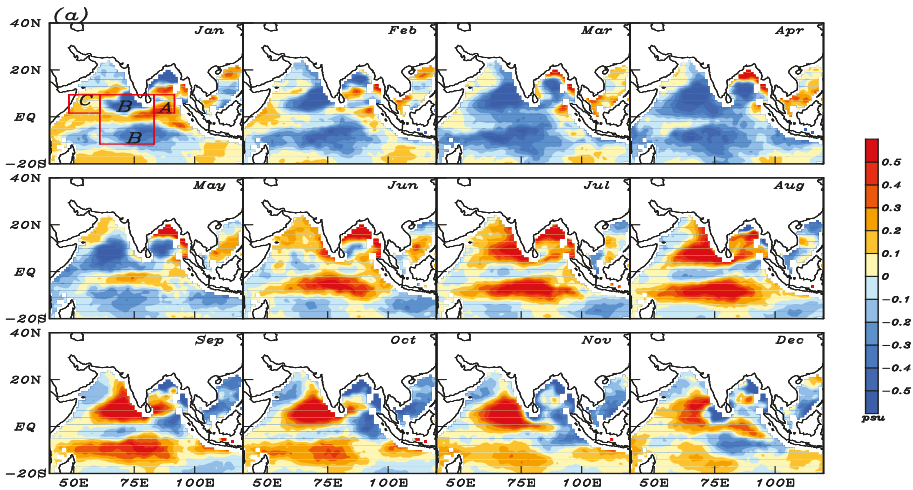 (a)
40N Jan Feb Mar Apr
20N
C B A
EQ
B
-20S
40N May Jun Jul Aug
20N
EQ
-20S
40N Sep Oct Nov Dec
20N
EQ
-20S
50E 75E 100E 50E 75E 100E 50E 75E 100E 50E 75E 100E
0.5
0.4
0.3
0.2
0.1
0
-0.1
-0.2
-0.3
-0.4
-0.5
psu